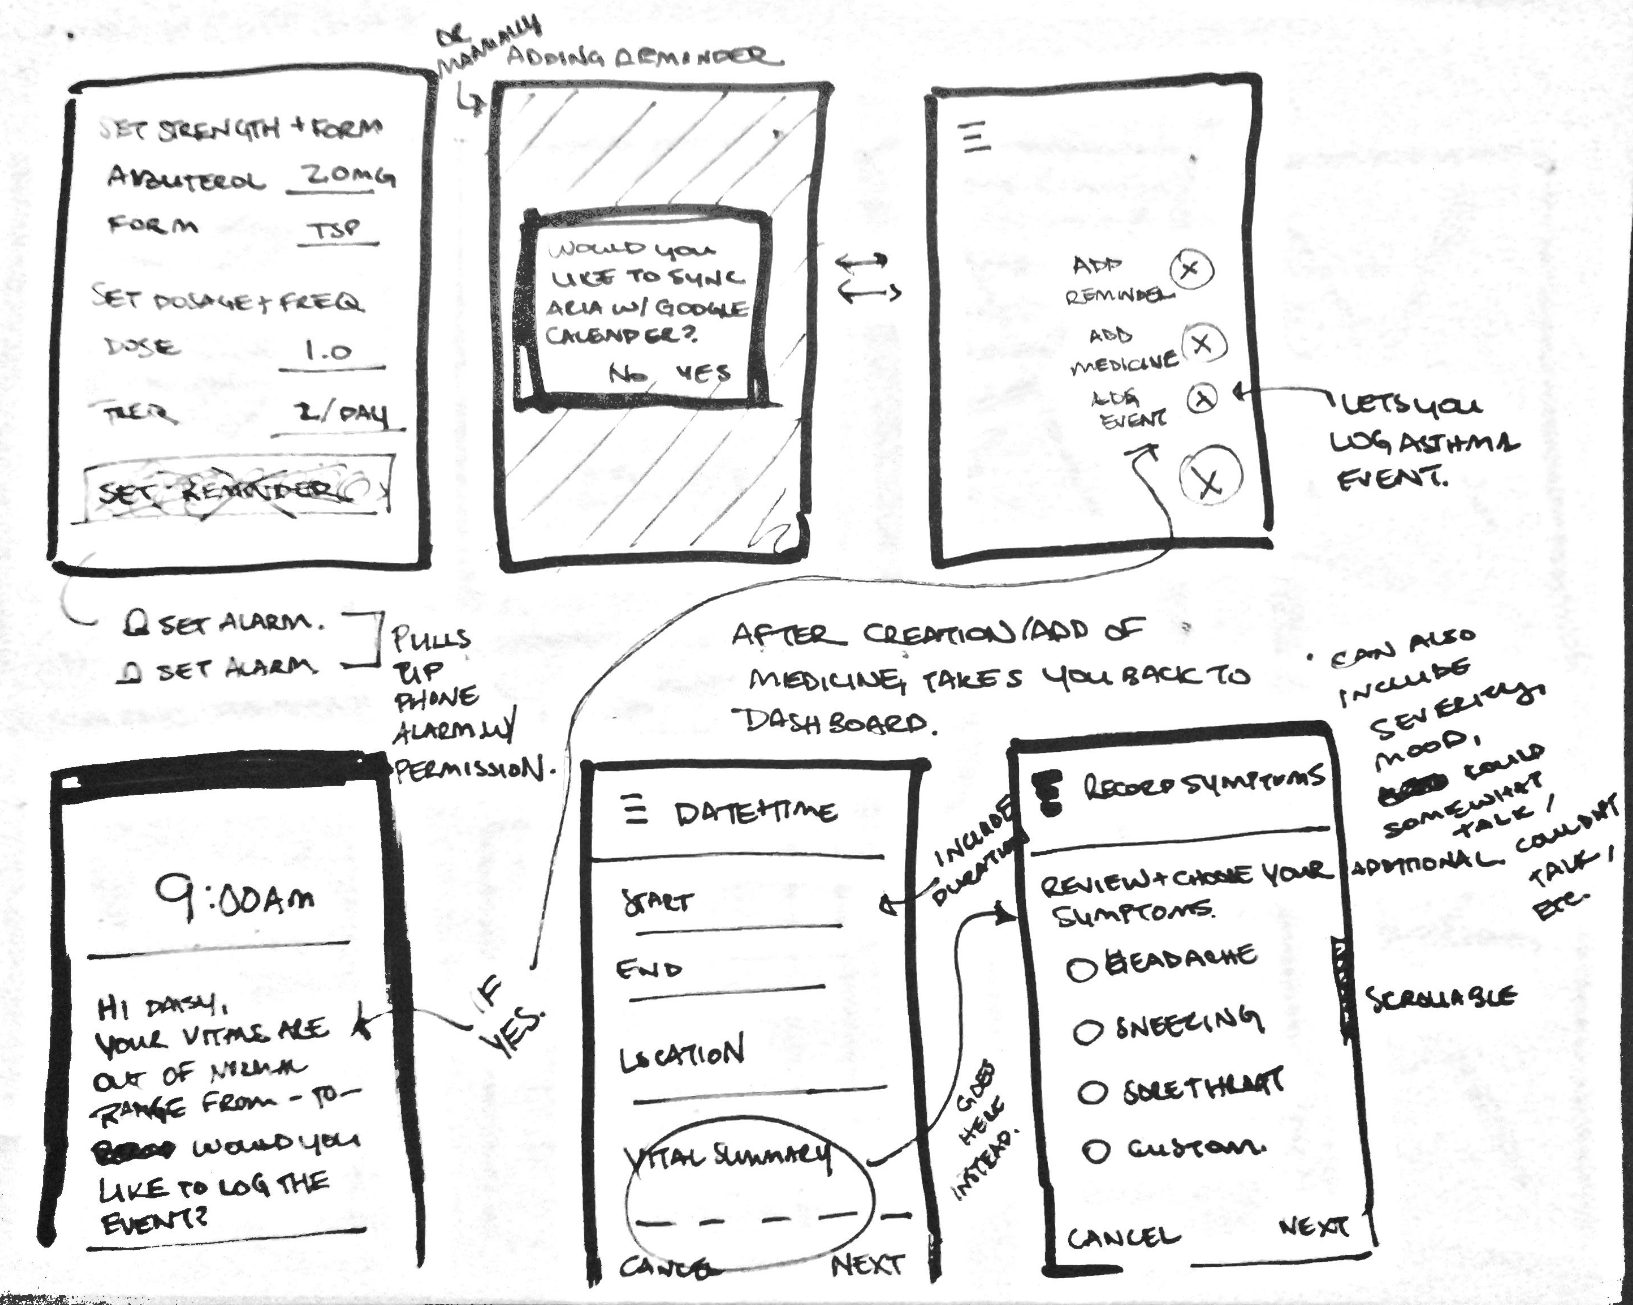 OR
MANUALLY
ADDING REMINDER
SET STRENGTH + FORM
ALBUTEROL 2.0MG
FORM TSP
SET DOSAGE + FREQ
DOSE 1.0
2/DAY
SET REMINDER
WOULD YOU
LIKE TO SYNC
ARIA W/ GOOGLE
CALENDER?
NO YES
ADD
REMINDER
ADD
MEDICINE
LOG
EVENT
LETS YOU
LOG ASTHMA
EVENT.
SET ALARM.
SET ALARM
PULLS
UP
PHONE
ALARM W/
PERMISSION.
AFTER CREATION/ADD OF
MEDICINE, TAKES YOU BACK TO
DASHBOARD.
• CAN ALSO
INCLUDE
SEVERITY,
MOOD,
COULD
SOMEWHAT
TALK /
ADDITIONAL COULDN'T
TALK,
ETC.
9:00AM
HI DAISY,
YOUR VITALS ARE
OUT OF NORMAL
RANGE FROM - TO -
WOULD YOU
LIKE TO LOG THE
EVENT?
IF
YES.
DATE+TIME
START
END
LOCATION
VITAL SUMMARY
CANCEL NEXT
INCLUDE
DURATION
GOES
HERE
INSTEAD.
RECORD SYMPTOMS
REVIEW + CHOOSE YOUR
SYMPTOMS.
HEADACHE
SNEEZING
SORE THROAT
CUSTOM.
CANCEL NEXT
SCROLLABLE